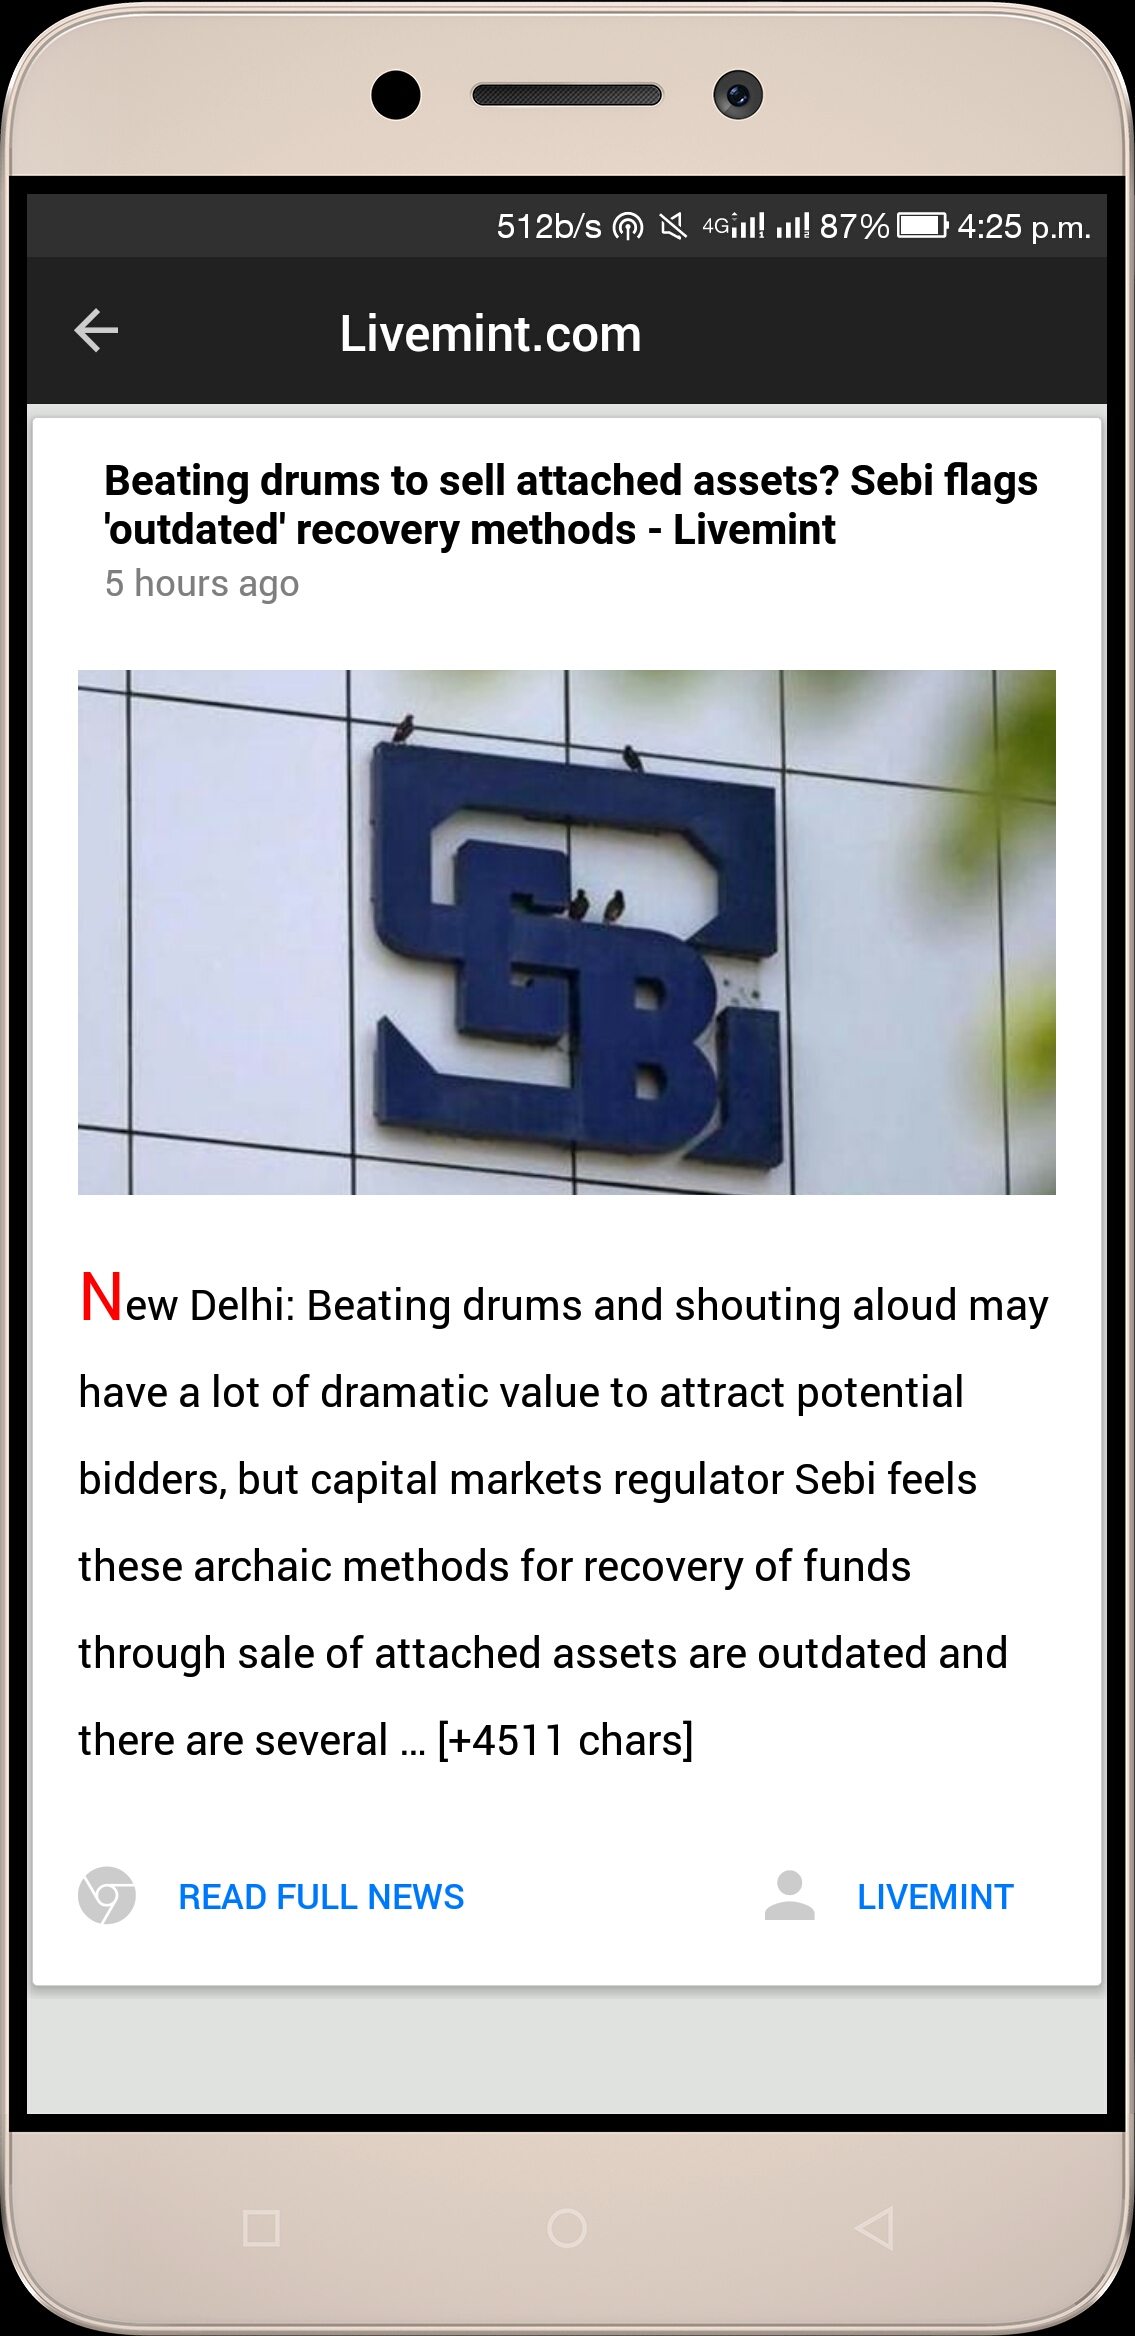 512b/s 4G 87% 4:25 p.m.
Livemint.com
Beating drums to sell attached assets? Sebi flags
'outdated' recovery methods - Livemint
5 hours ago
SEBI
New Delhi: Beating drums and shouting aloud may
have a lot of dramatic value to attract potential
bidders, but capital markets regulator Sebi feels
these archaic methods for recovery of funds
through sale of attached assets are outdated and
there are several ... [+4511 chars]
READ FULL NEWS LIVEMINT